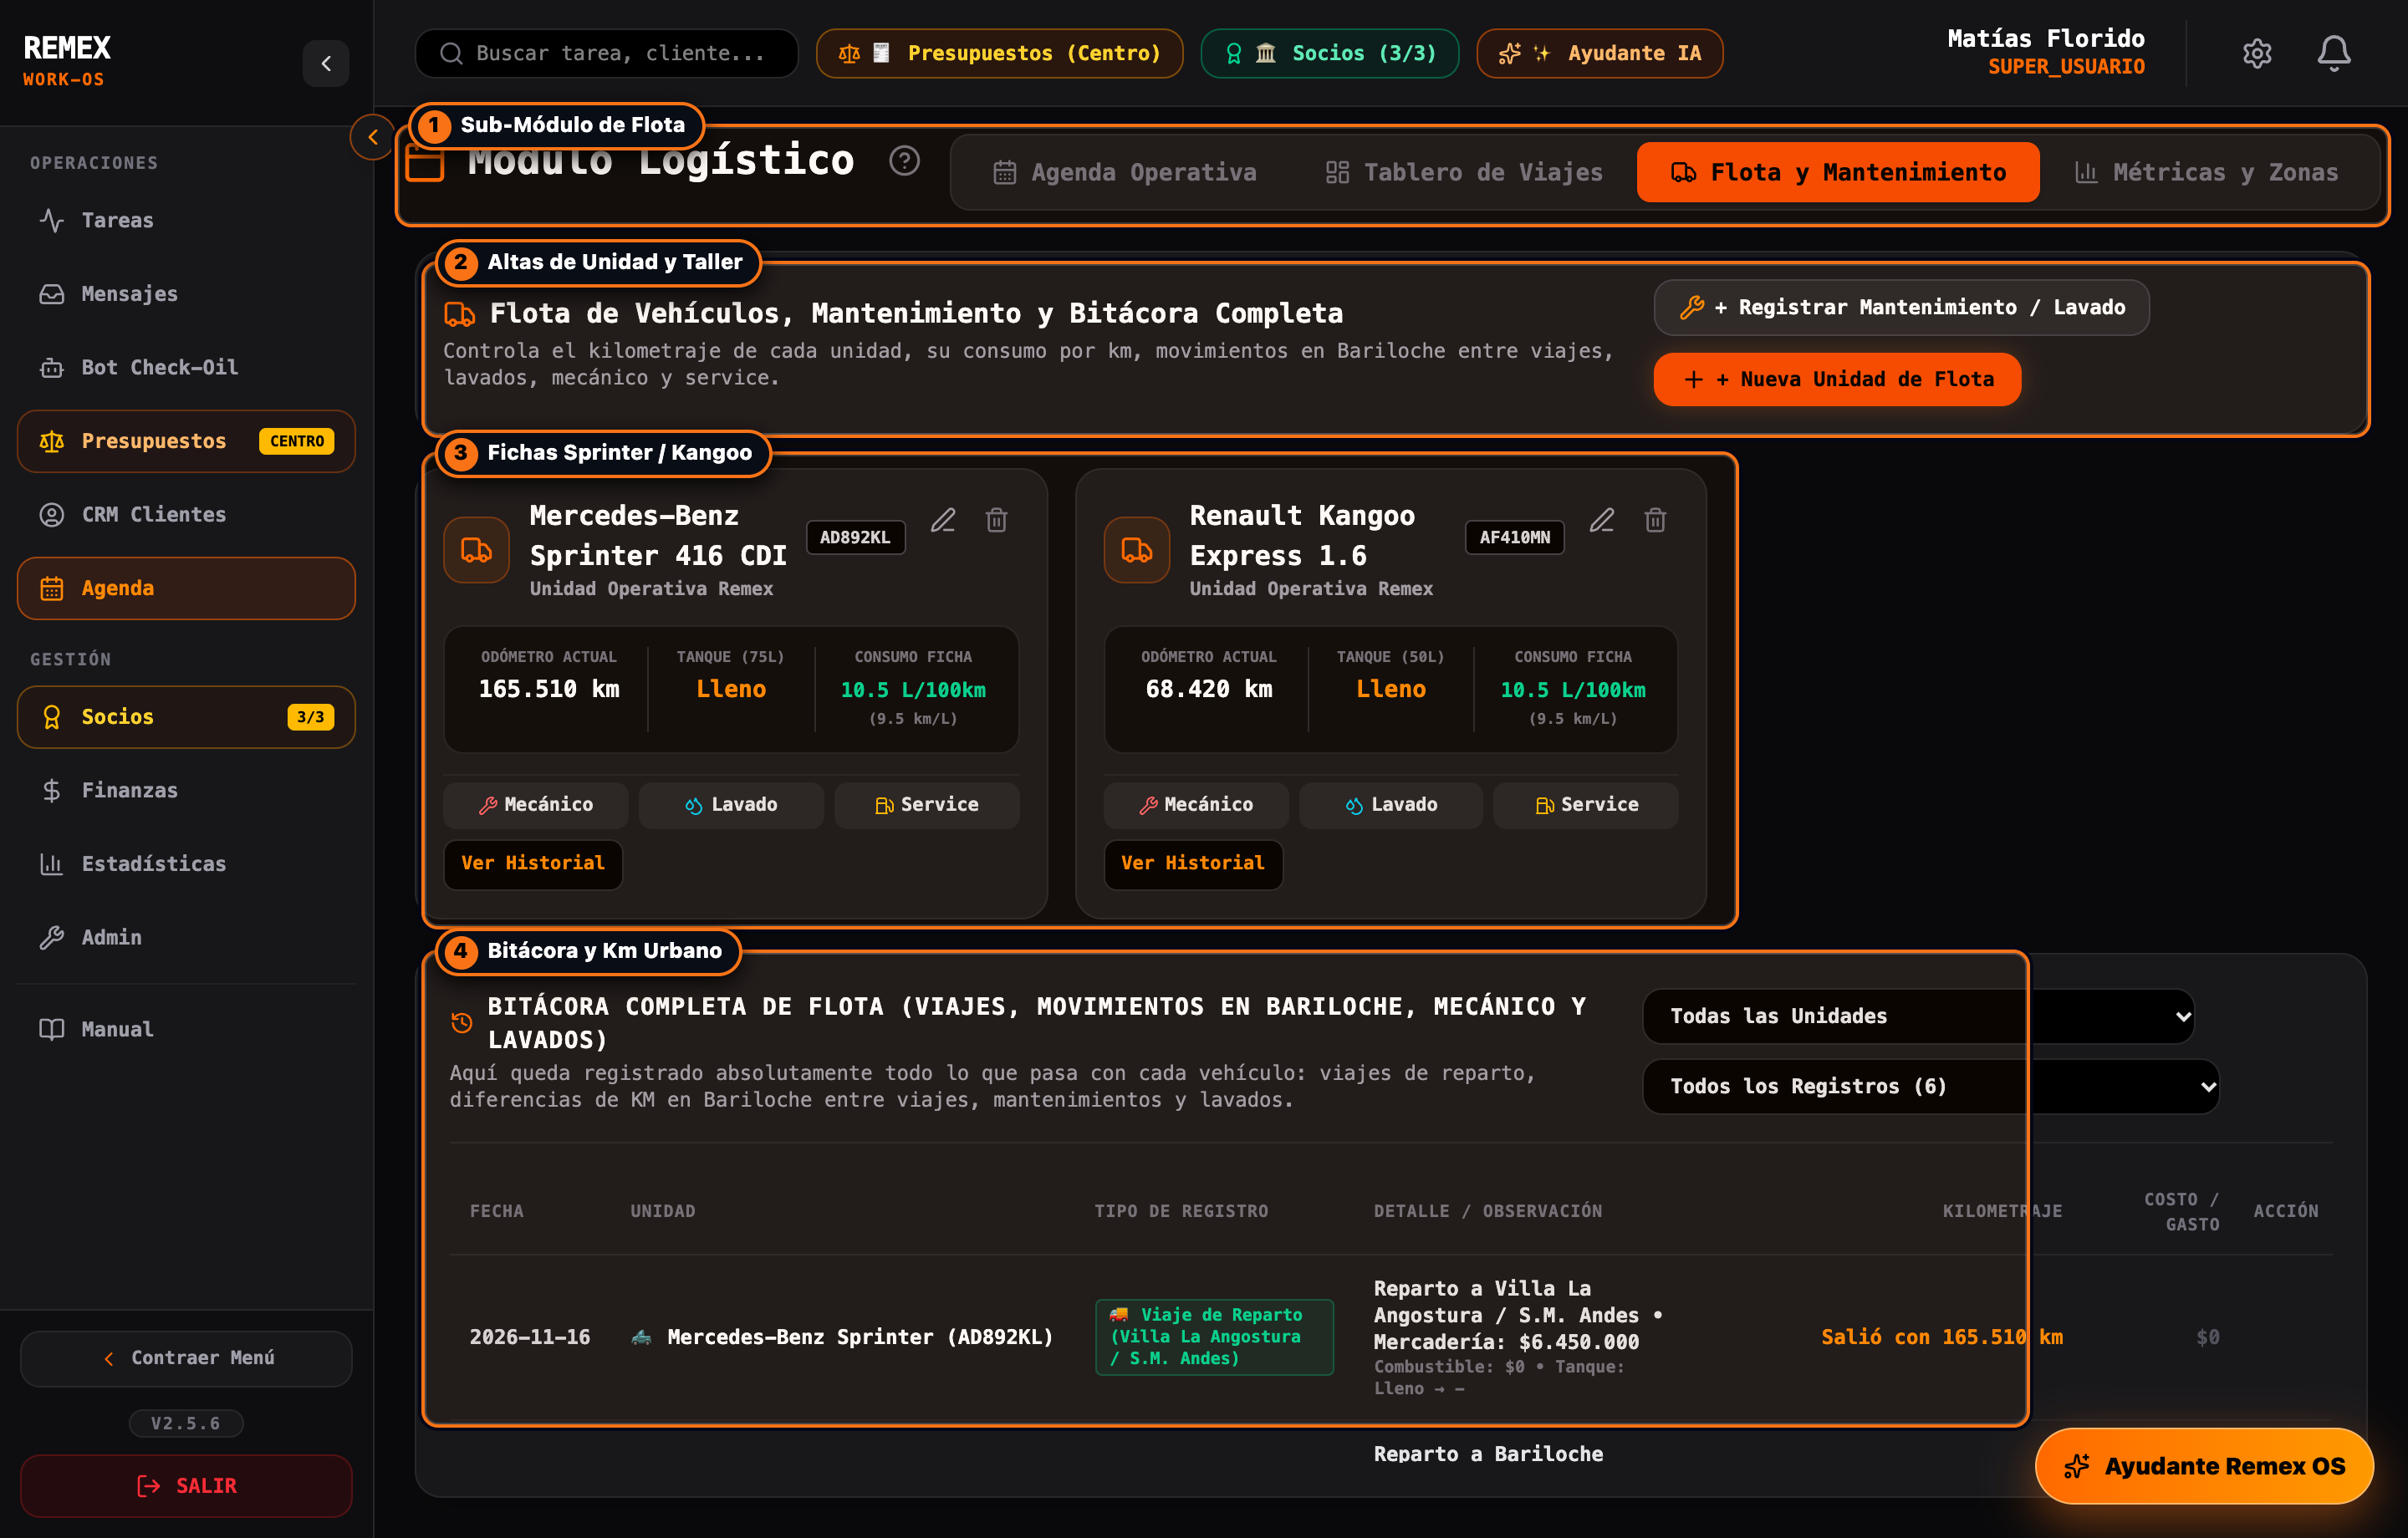 REMEX
WORK-OS
OPERACIONES
Tareas
Mensajes
Bot Check-Oil
Presupuestos CENTRO
CRM Clientes
Agenda
GESTIÓN
Socios 3/3
Finanzas
Estadísticas
Admin
Manual
Contraer Menú
V2.5.6
SALIR
Buscar tarea, cliente...
Presupuestos (Centro)
Socios (3/3)
Ayudante IA
Matías Florido
SUPER_USUARIO
1 Sub-Módulo de Flota
Módulo Logístico
Agenda Operativa
Tablero de Viajes
Flota y Mantenimiento
Métricas y Zonas
2 Altas de Unidad y Taller
Flota de Vehículos, Mantenimiento y Bitácora Completa
Controla el kilometraje de cada unidad, su consumo por km, movimientos en Bariloche entre viajes,
lavados, mecánico y service.
+ Registrar Mantenimiento / Lavado
+ + Nueva Unidad de Flota
3 Fichas Sprinter / Kangoo
Mercedes-Benz
Sprinter 416 CDI
AD892KL
Unidad Operativa Remex
ODÓMETRO ACTUAL
165.510 km
TANQUE (75L)
Lleno
CONSUMO FICHA
10.5 L/100km
(9.5 km/L)
Mecánico
Lavado
Service
Ver Historial
Renault Kangoo
Express 1.6
AF410MN
Unidad Operativa Remex
ODÓMETRO ACTUAL
68.420 km
TANQUE (50L)
Lleno
CONSUMO FICHA
10.5 L/100km
(9.5 km/L)
Mecánico
Lavado
Service
Ver Historial
4 Bitácora y Km Urbano
BITÁCORA COMPLETA DE FLOTA (VIAJES, MOVIMIENTOS EN BARILOCHE, MECÁNICO Y
LAVADOS)
Aquí queda registrado absolutamente todo lo que pasa con cada vehículo: viajes de reparto,
diferencias de KM en Bariloche entre viajes, mantenimientos y lavados.
Todas las Unidades
Todos los Registros (6)
FECHA
UNIDAD
TIPO DE REGISTRO
DETALLE / OBSERVACIÓN
KILOMETRAJE
COSTO /
GASTO
ACCIÓN
2026-11-16
Mercedes-Benz Sprinter (AD892KL)
Viaje de Reparto
(Villa La Angostura
/ S.M. Andes)
Reparto a Villa La
Angostura / S.M. Andes •
Mercadería: $6.450.000
Combustible: $0 • Tanque:
Lleno → —
Salió con 165.510 km
$0
Reparto a Bariloche
Ayudante Remex OS